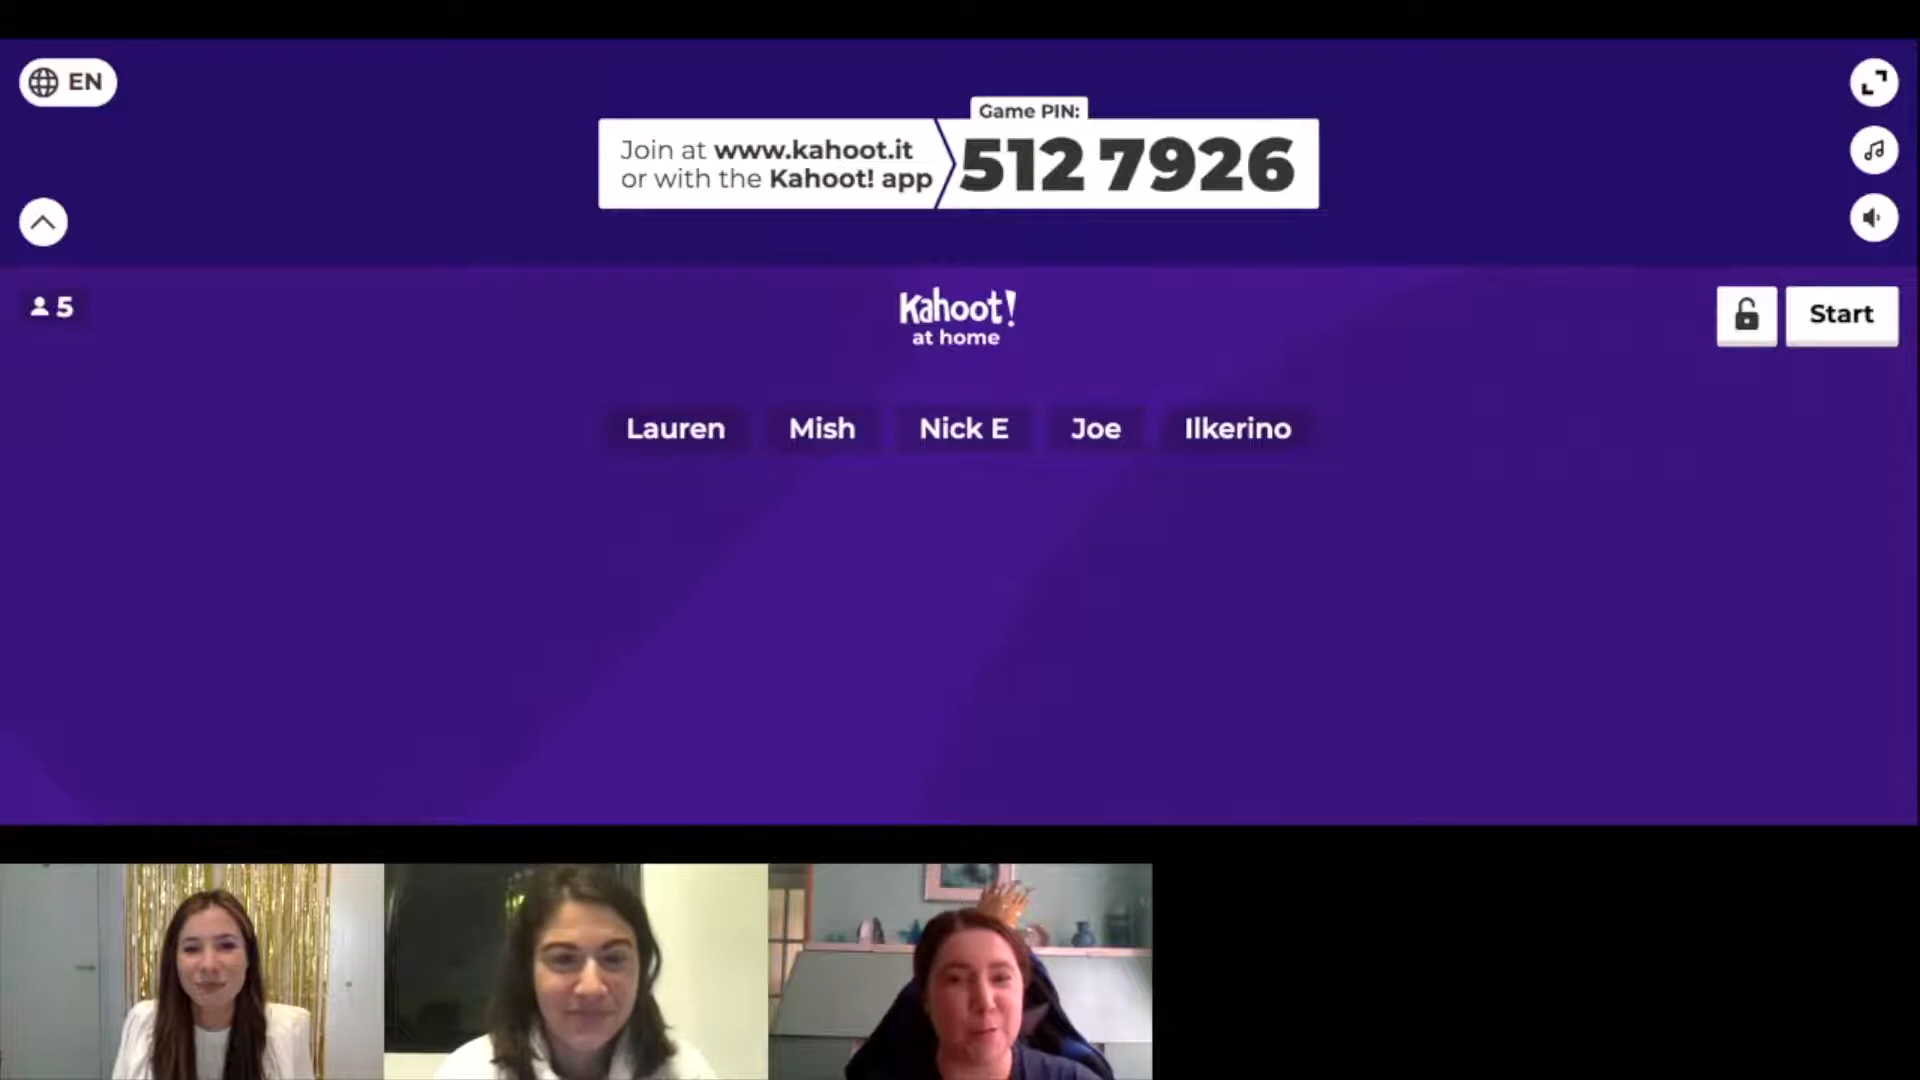 EN
Game PIN:
Join at www.kahoot.it
or with the Kahoot! app
512 7926
5
Kahoot!
at home
Start
Lauren Mish Nick E Joe Ilkerino